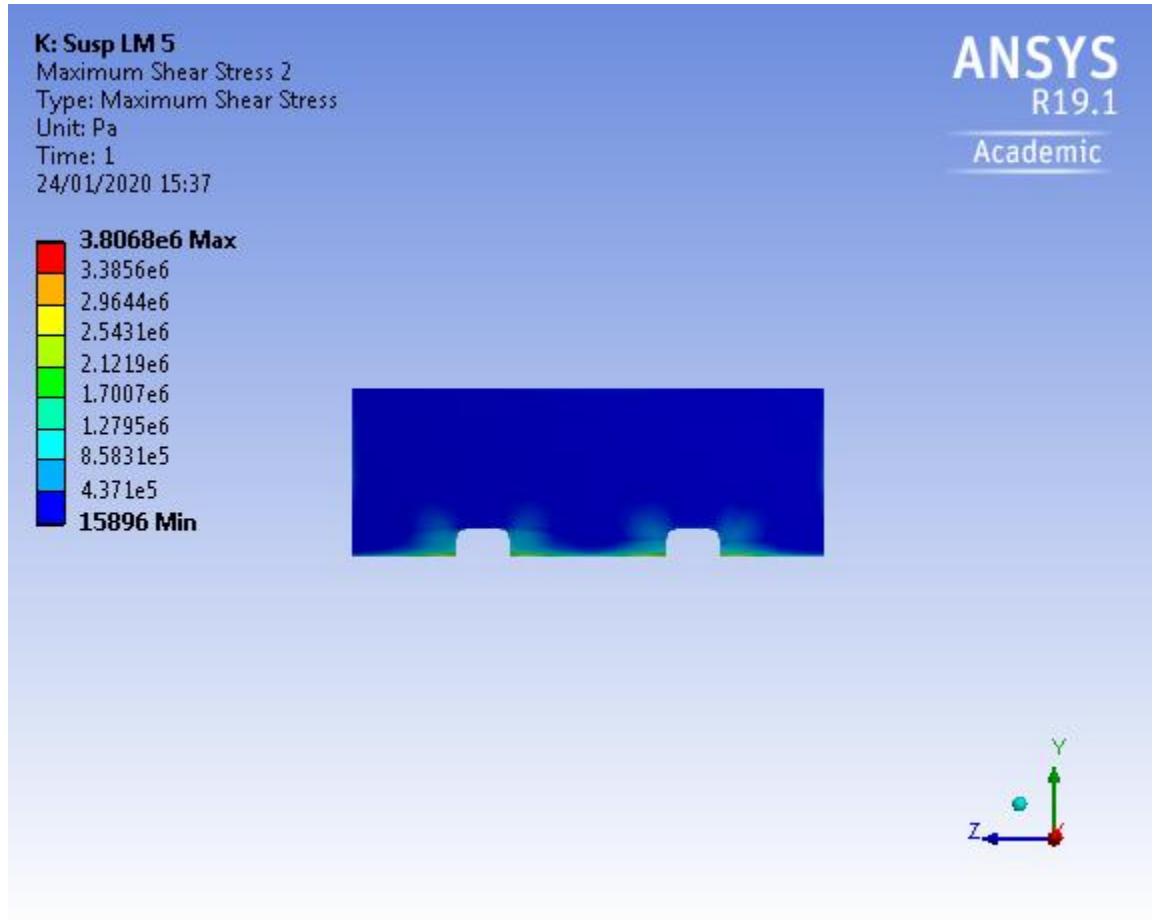 K: Susp LM 5
Maximum Shear Stress 2
Type: Maximum Shear Stress
Unit: Pa
Time: 1
24/01/2020 15:37
ANSYS
R19.1
Academic
3.8068e6 Max
3.3856e6
2.9644e6
2.5431e6
2.1219e6
1.7007e6
1.2795e6
8.5831e5
4.371e5
15896 Min
Y
Z